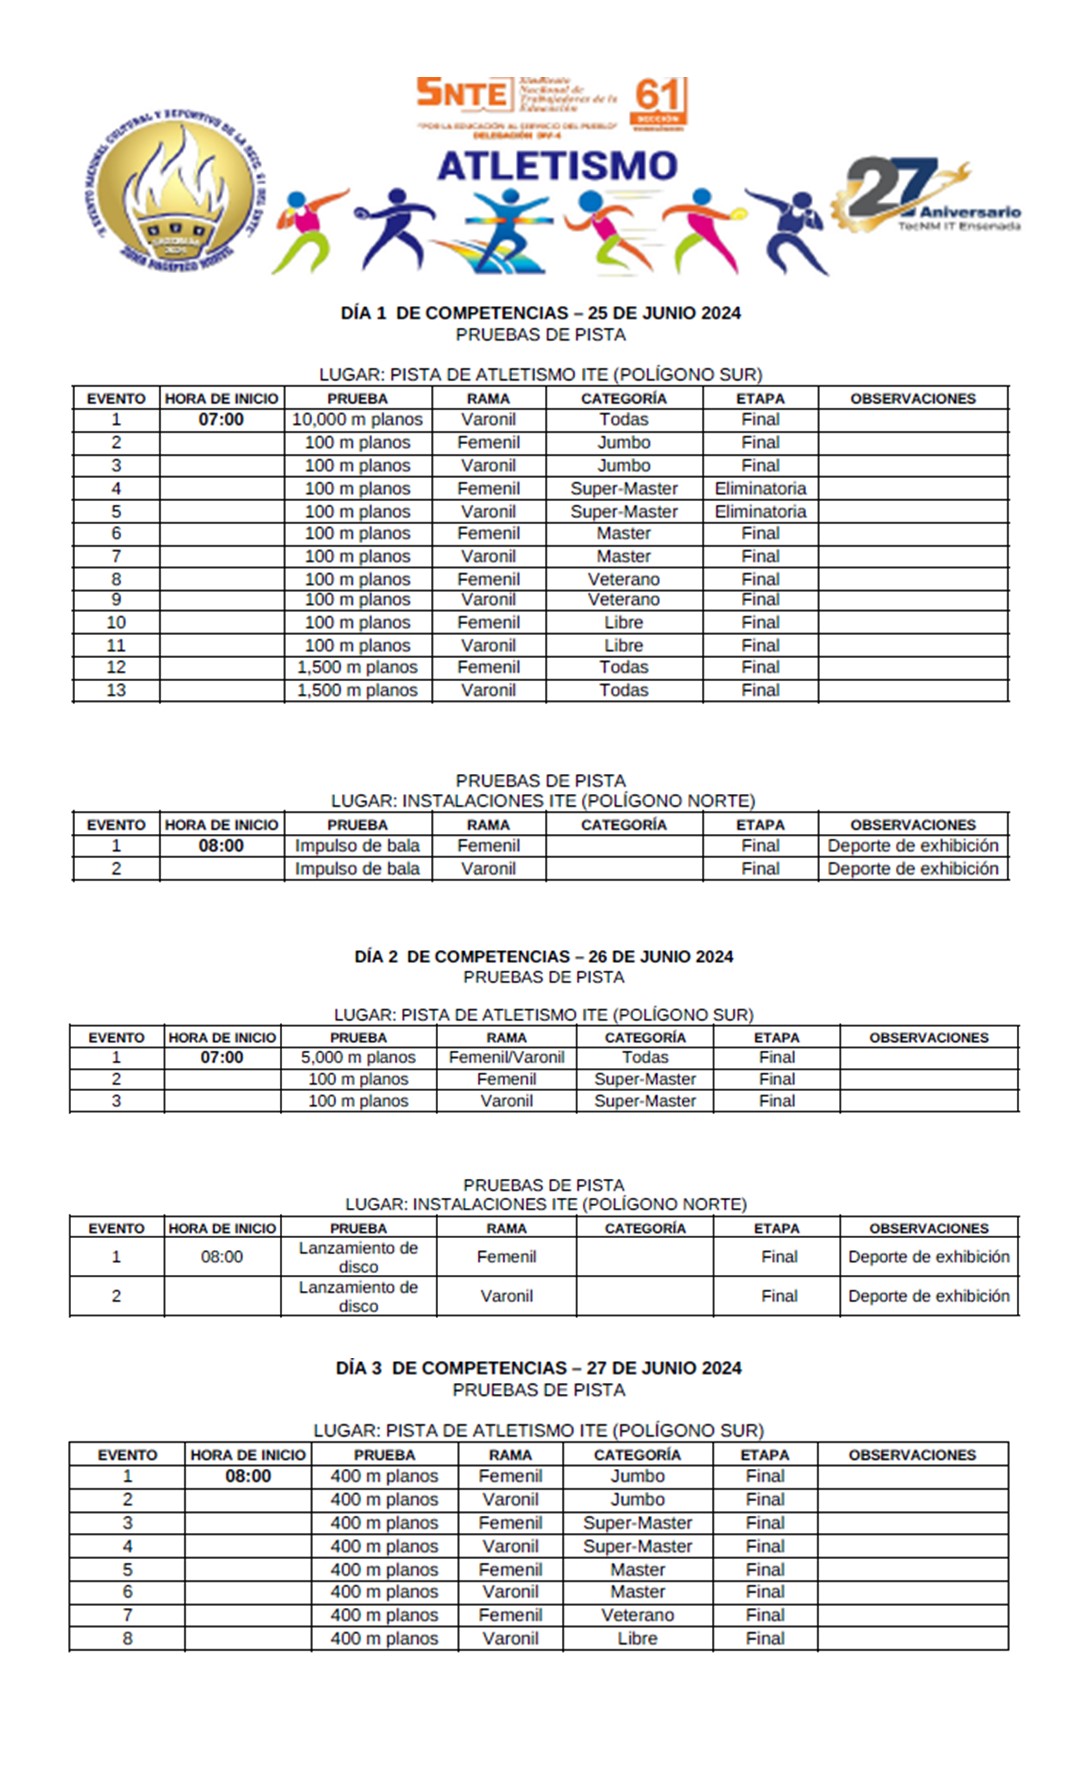 SNTE Sindicato Nacional de Trabajadores de la Educación 61 SECCIÓN
"POR LA EDUCACIÓN AL SERVICIO DEL PUEBLO"
ATLETISMO
27 Aniversario
TecNM IT Ensenada
DÍA 1 DE COMPETENCIAS – 25 DE JUNIO 2024
PRUEBAS DE PISTA
LUGAR: PISTA DE ATLETISMO ITE (POLÍGONO SUR)
EVENTO HORA DE INICIO PRUEBA RAMA CATEGORÍA ETAPA OBSERVACIONES
1 07:00 10,000 m planos Varonil Todas Final
2 100 m planos Femenil Jumbo Final
3 100 m planos Varonil Jumbo Final
4 100 m planos Femenil Super-Master Eliminatoria
5 100 m planos Varonil Super-Master Eliminatoria
6 100 m planos Femenil Master Final
7 100 m planos Varonil Master Final
8 100 m planos Femenil Veterano Final
9 100 m planos Varonil Veterano Final
10 100 m planos Femenil Libre Final
11 100 m planos Varonil Libre Final
12 1,500 m planos Femenil Todas Final
13 1,500 m planos Varonil Todas Final
PRUEBAS DE PISTA
LUGAR: INSTALACIONES ITE (POLÍGONO NORTE)
EVENTO HORA DE INICIO PRUEBA RAMA CATEGORÍA ETAPA OBSERVACIONES
1 08:00 Impulso de bala Femenil Final Deporte de exhibición
2 Impulso de bala Varonil Final Deporte de exhibición
DÍA 2 DE COMPETENCIAS – 26 DE JUNIO 2024
PRUEBAS DE PISTA
LUGAR: PISTA DE ATLETISMO ITE (POLÍGONO SUR)
EVENTO HORA DE INICIO PRUEBA RAMA CATEGORÍA ETAPA OBSERVACIONES
1 07:00 5,000 m planos Femenil/Varonil Todas Final
2 100 m planos Femenil Super-Master Final
3 100 m planos Varonil Super-Master Final
PRUEBAS DE PISTA
LUGAR: INSTALACIONES ITE (POLÍGONO NORTE)
EVENTO HORA DE INICIO PRUEBA RAMA CATEGORÍA ETAPA OBSERVACIONES
1 08:00 Lanzamiento de disco Femenil Final Deporte de exhibición
2 Lanzamiento de disco Varonil Final Deporte de exhibición
DÍA 3 DE COMPETENCIAS – 27 DE JUNIO 2024
PRUEBAS DE PISTA
LUGAR: PISTA DE ATLETISMO ITE (POLÍGONO SUR)
EVENTO HORA DE INICIO PRUEBA RAMA CATEGORÍA ETAPA OBSERVACIONES
1 08:00 400 m planos Femenil Jumbo Final
2 400 m planos Varonil Jumbo Final
3 400 m planos Femenil Super-Master Final
4 400 m planos Varonil Super-Master Final
5 400 m planos Femenil Master Final
6 400 m planos Varonil Master Final
7 400 m planos Femenil Veterano Final
8 400 m planos Varonil Libre Final